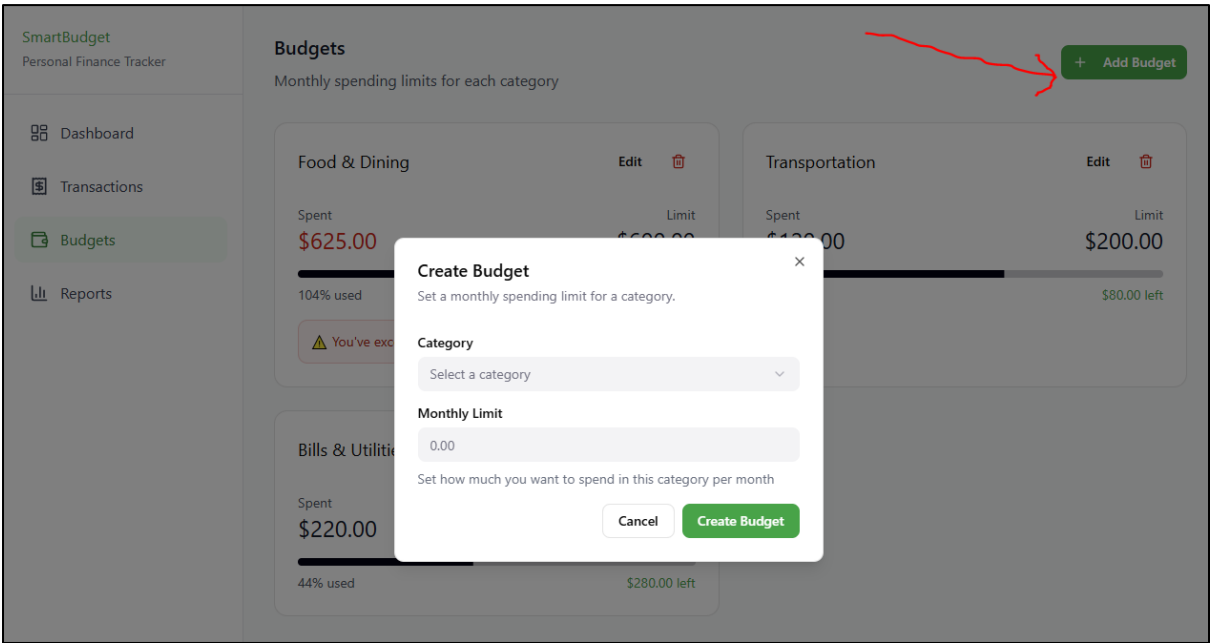 SmartBudget
Personal Finance Tracker
Dashboard
Transactions
Budgets
Reports
Budgets
Monthly spending limits for each category
+ Add Budget
Food & Dining
Edit
Spent
Limit
$625.00
104% used
You've exc
Transportation
Edit
Spent
Limit
$120.00
$200.00
$80.00 left
Bills & Utilitie
Spent
$220.00
44% used
$280.00 left
Create Budget
Set a monthly spending limit for a category.
Category
Select a category
Monthly Limit
0.00
Set how much you want to spend in this category per month
Cancel
Create Budget